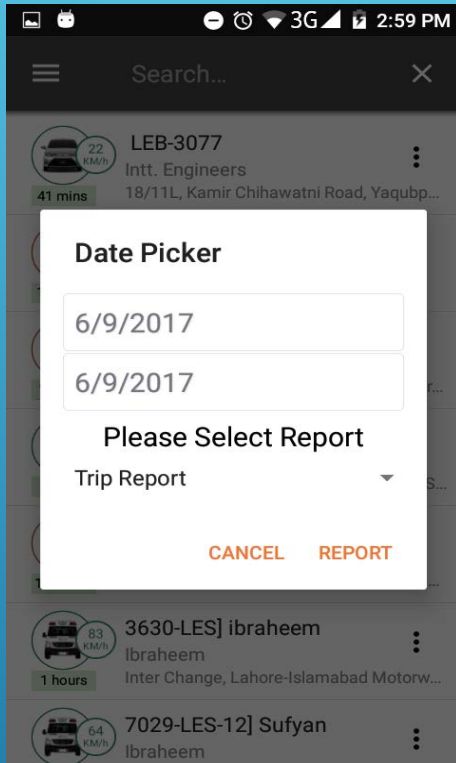 3G 2:59 PM
Search...
22
KM/h
LEB-3077
Intt. Engineers
41 mins
18/11L, Kamir Chihawatni Road, Yaqubp...
Date Picker
6/9/2017
6/9/2017
Please Select Report
Trip Report
CANCEL REPORT
83
KM/h
3630-LES] ibraheem
Ibraheem
1 hours
Inter Change, Lahore-Islamabad Motorw...
64
KM/h
7029-LES-12] Sufyan
Ibraheem